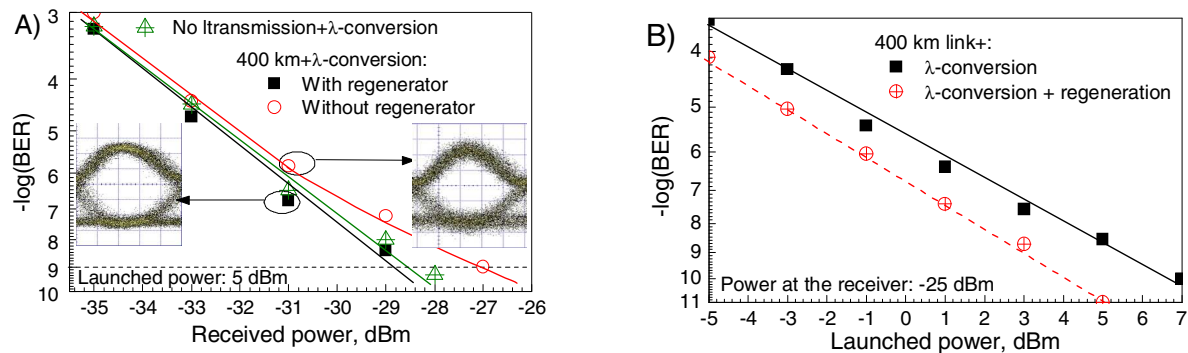 A)
No ltransmission+λ-conversion
400 km+λ-conversion:
With regenerator
Without regenerator
Launched power: 5 dBm
-log(BER)
3
4
5
6
7
8
9
10
-35 -34 -33 -32 -31 -30 -29 -28 -27 -26
Received power, dBm
B)
400 km link+:
λ-conversion
λ-conversion + regeneration
Power at the receiver: -25 dBm
-log(BER)
4
5
6
7
8
9
10
11
-5 -4 -3 -2 -1 0 1 2 3 4 5 6 7
Launched power, dBm